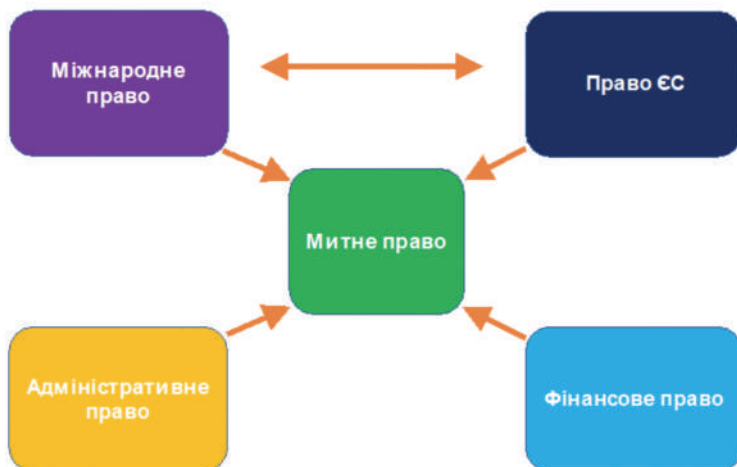 Міжнародне
право
Право ЄС
Митне право
Адміністративне
право
Фінансове право